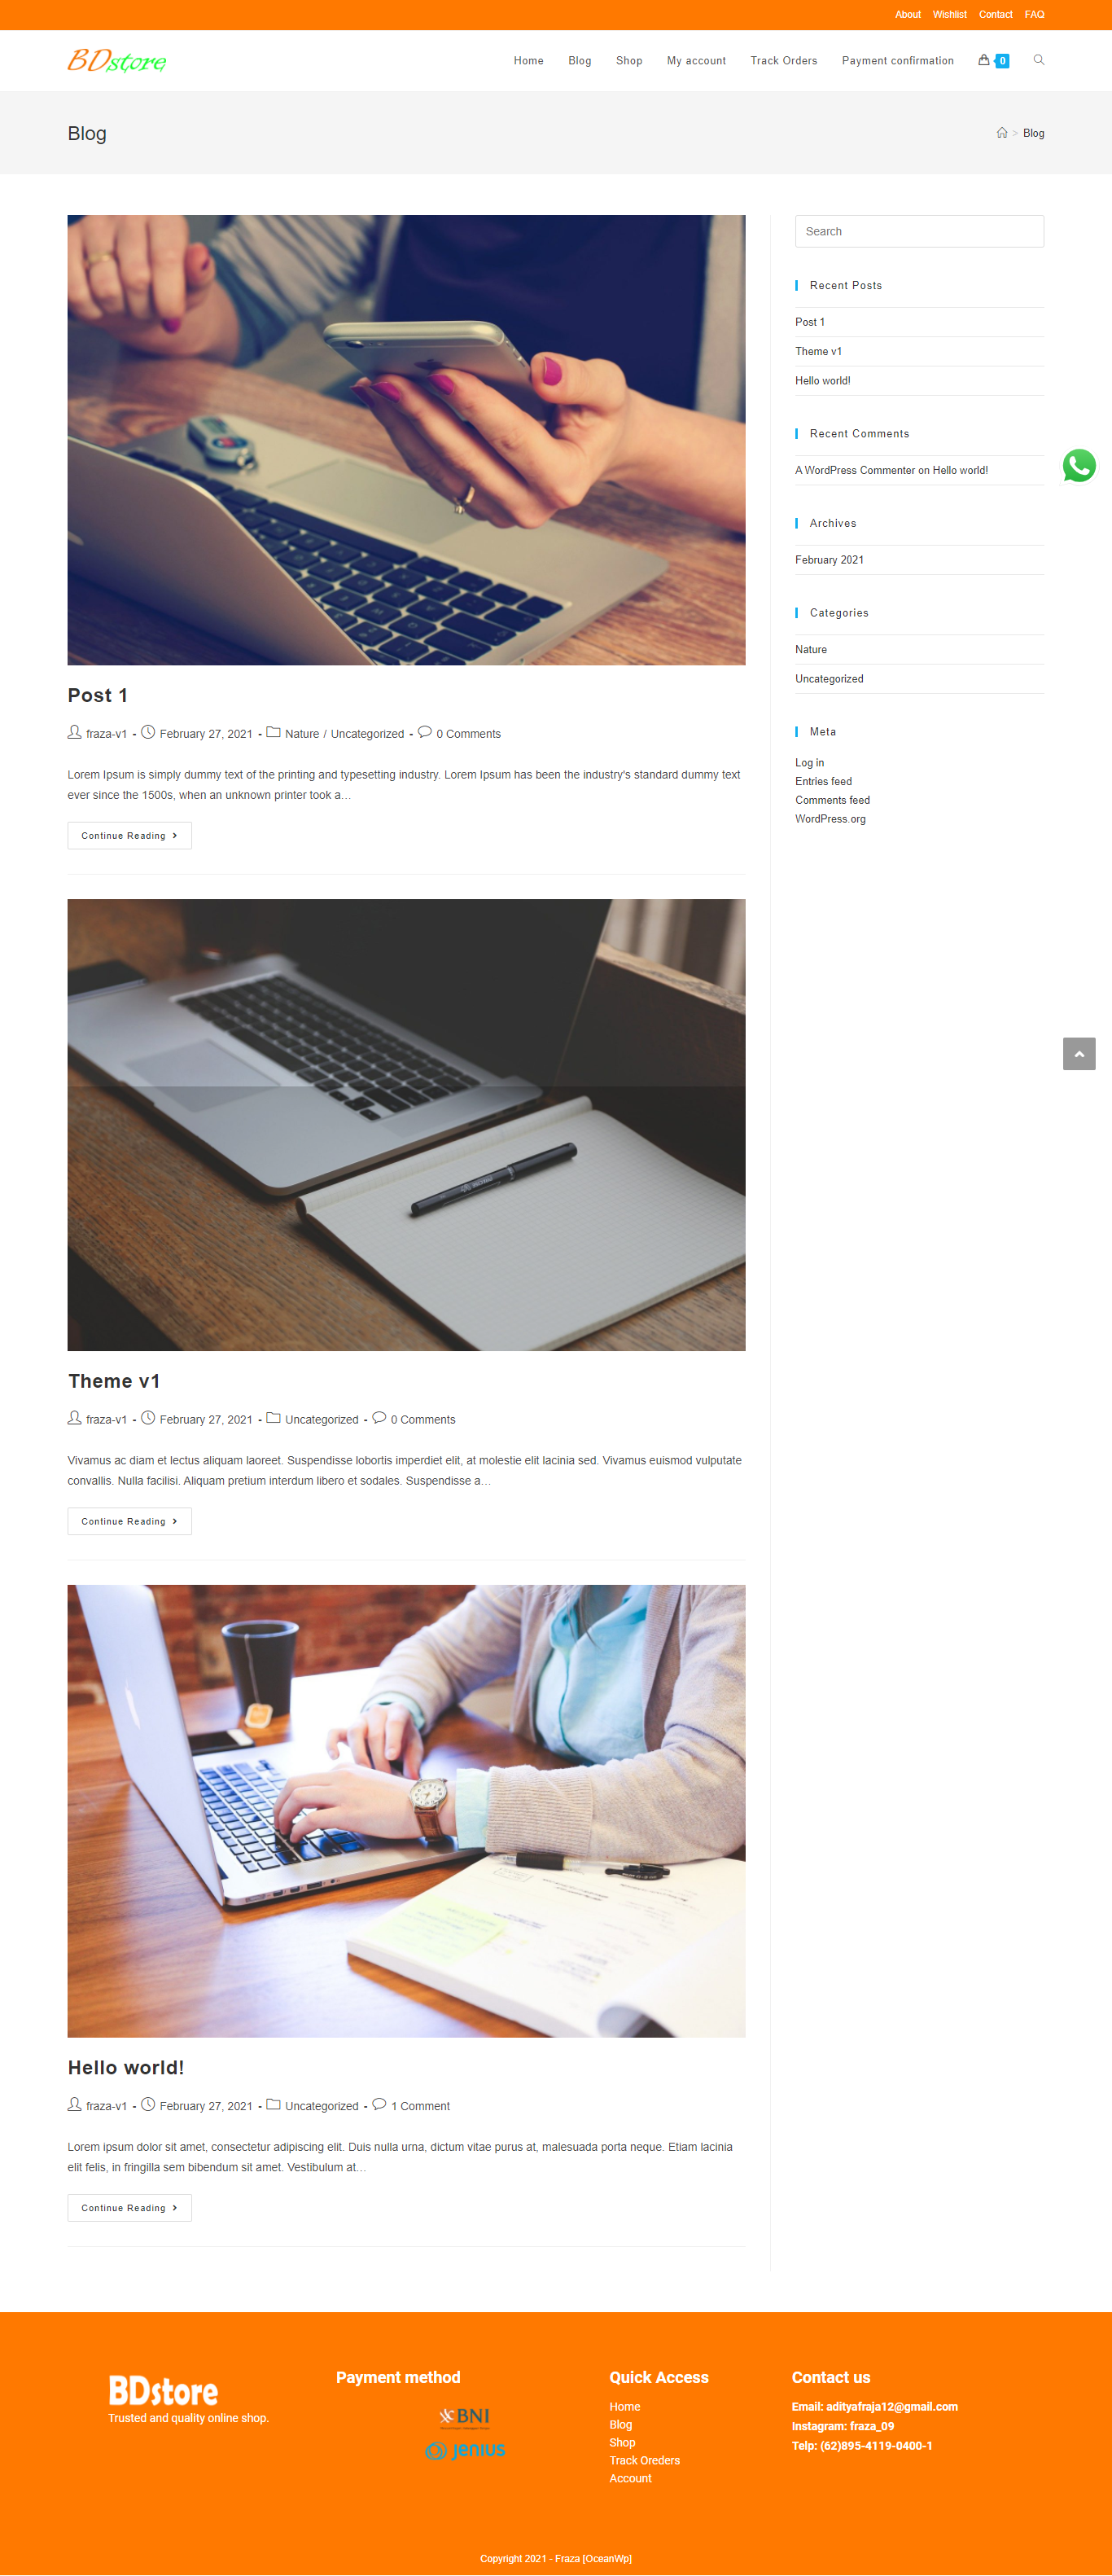 About Wishlist Contact FAQ
BDstore
Home Blog Shop My account Track Orders Payment confirmation 0
Blog
> Blog
Search
Recent Posts
Post 1
Theme v1
Hello world!
Recent Comments
A WordPress Commenter on Hello world!
Archives
February 2021
Categories
Nature
Uncategorized
Meta
Log in
Entries feed
Comments feed
WordPress.org
Post 1
fraza-v1 - February 27, 2021 - Nature / Uncategorized - 0 Comments
Lorem Ipsum is simply dummy text of the printing and typesetting industry. Lorem Ipsum has been the industry's standard dummy text
ever since the 1500s, when an unknown printer took a…
Continue Reading
Theme v1
fraza-v1 - February 27, 2021 - Uncategorized - 0 Comments
Vivamus ac diam et lectus aliquam laoreet. Suspendisse lobortis imperdiet elit, at molestie elit lacinia sed. Vivamus euismod vulputate
convallis. Nulla facilisi. Aliquam pretium interdum libero et sodales. Suspendisse a…
Continue Reading
Hello world!
fraza-v1 - February 27, 2021 - Uncategorized - 1 Comment
Lorem ipsum dolor sit amet, consectetur adipiscing elit. Duis nulla urna, dictum vitae purus at, malesuada porta neque. Etiam lacinia
elit felis, in fringilla sem bibendum sit amet. Vestibulum at…
Continue Reading
BDstore
Trusted and quality online shop.
Payment method
BNI
jenius
Quick Access
Home
Blog
Shop
Track Oreders
Account
Contact us
Email: adityafraja12@gmail.com
Instagram: fraza_09
Telp: (62)895-4119-0400-1
Copyright 2021 - Fraza [OceanWp]